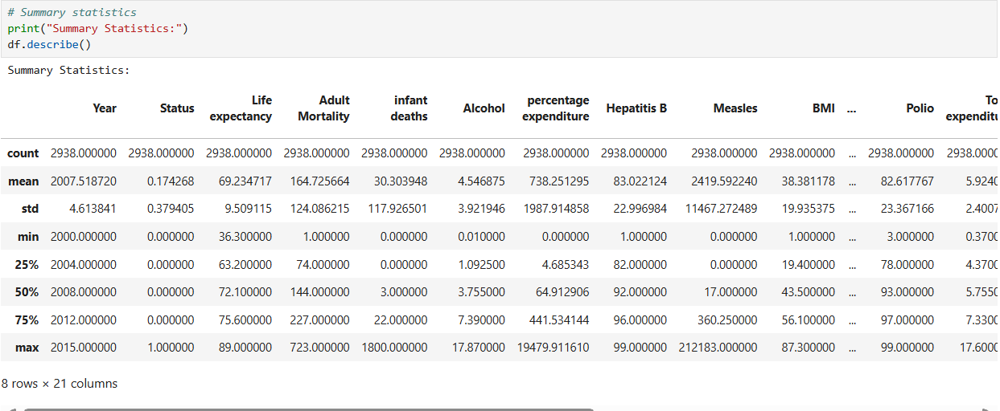 # Summary statistics
print("Summary Statistics:")
df.describe()
Summary Statistics:
Year Status Life expectancy Adult Mortality infant deaths Alcohol percentage expenditure Hepatitis B Measles BMI ... Polio To expenditu
count 2938.000000 2938.000000 2938.000000 2938.000000 2938.000000 2938.000000 2938.000000 2938.000000 2938.000000 2938.000000 ... 2938.000000 2938.0000
mean 2007.518720 0.174268 69.234717 164.725664 30.303948 4.546875 738.251295 83.022124 2419.592240 38.381178 ... 82.617767 5.9240
std 4.613841 0.379405 9.509115 124.086215 117.926501 3.921946 1987.914858 22.996984 11467.272489 19.935375 ... 23.367166 2.4007
min 2000.000000 0.000000 36.300000 1.000000 0.000000 0.010000 0.000000 1.000000 0.000000 1.000000 ... 3.000000 0.3700
25% 2004.000000 0.000000 63.200000 74.000000 0.000000 1.092500 4.685343 82.000000 0.000000 19.400000 ... 78.000000 4.3700
50% 2008.000000 0.000000 72.100000 144.000000 3.000000 3.755000 64.912906 92.000000 17.000000 43.500000 ... 93.000000 5.7550
75% 2012.000000 0.000000 75.600000 227.000000 22.000000 7.390000 441.534144 96.000000 360.250000 56.100000 ... 97.000000 7.3300
max 2015.000000 1.000000 89.000000 723.000000 1800.000000 17.870000 19479.911610 99.000000 212183.000000 87.300000 ... 99.000000 17.6000
8 rows × 21 columns